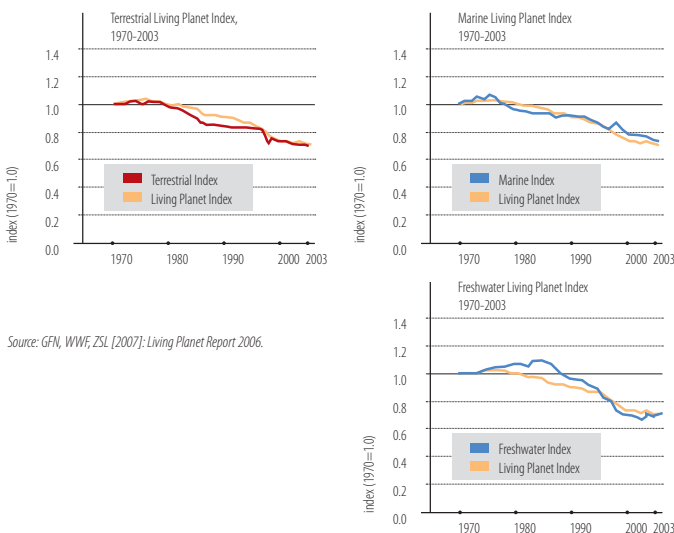 Terrestrial Living Planet Index,
1970-2003
1.4
1.2
1.0
0.8
0.6
0.4
0.2
0.0
index (1970=1.0)
Terrestrial Index
Living Planet Index
1970 1980 1990 2000 2003
Marine Living Planet Index
1970-2003
1.4
1.2
1.0
0.8
0.6
0.4
0.2
0.0
index (1970=1.0)
Marine Index
Living Planet Index
1970 1980 1990 2000 2003
Source: GFN, WWF, ZSL [2007]: Living Planet Report 2006.
Freshwater Living Planet Index
1970-2003
1.4
1.2
1.0
0.8
0.6
0.4
0.2
0.0
index (1970=1.0)
Freshwater Index
Living Planet Index
1970 1980 1990 2000 2003